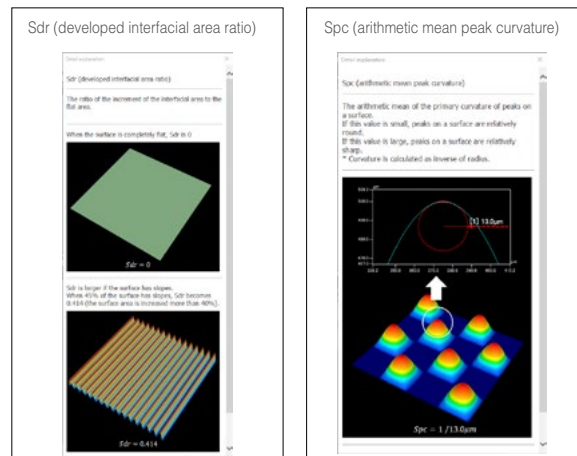 Sdr (developed interfacial area ratio)
Detail explanation
Sdr (developed interfacial area ratio)
The ratio of the increment of the interfacial area to the
flat area.
When the surface is completely flat, Sdr is 0
Sdr = 0
Sdr is larger if the surface has slopes.
When 45% of the surface has slopes, Sdr becomes
0.414 (the surface area is increased more than 40%).
Sdr = 0.414
Spc (arithmetic mean peak curvature)
Detail explanation
Spc (arithmetic mean peak curvature)
The arithmetic mean of the primary curvature of peaks on
a surface.
If this value is small, peaks on a surface are relatively
round.
If this value is large, peaks on a surface are relatively
sharp.
* Curvature is calculated as inverse of radius.
[1] 13.0μm
Spc = 1 /13.0μm